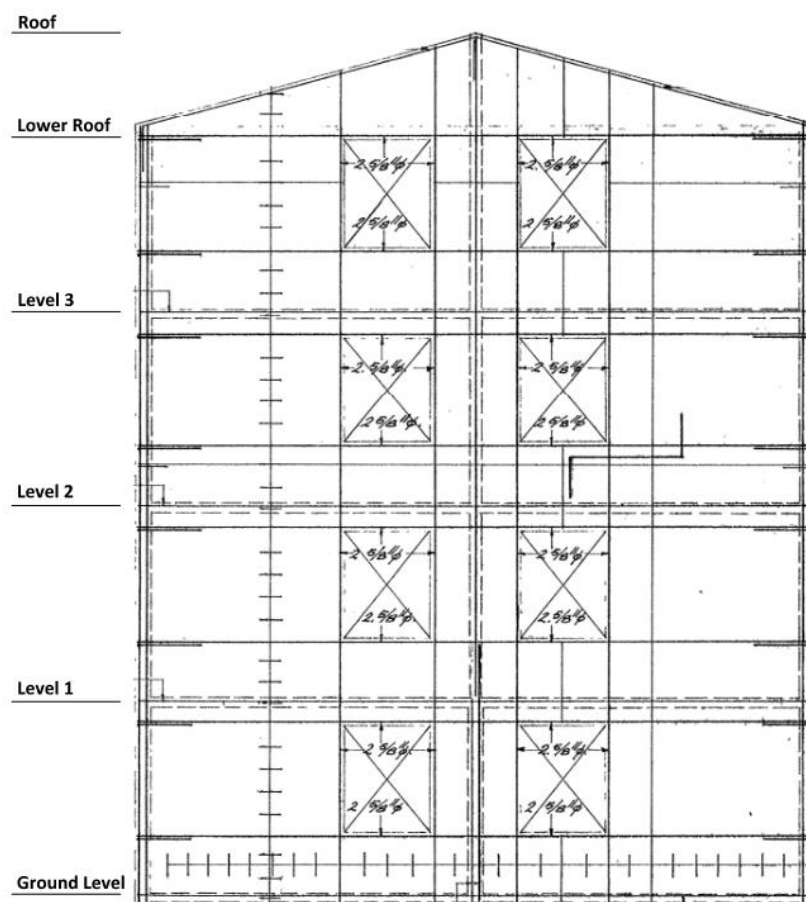 Roof
Lower Roof
2. 5/8"ø 2. 5/8"ø
2 5/8"ø 2 5/8"ø
Level 3
2. 5/8"ø 2. 5/8"ø
2 5/8"ø. 2. 5/8"ø
Level 2
2 5/8"ø 2 5/8"ø
2. 5/8"ø. 2. 5/8"ø.
Level 1
2 5/8"ø. 2. 5/8"ø.
2 5/8"ø 2 5/8"ø
Ground Level